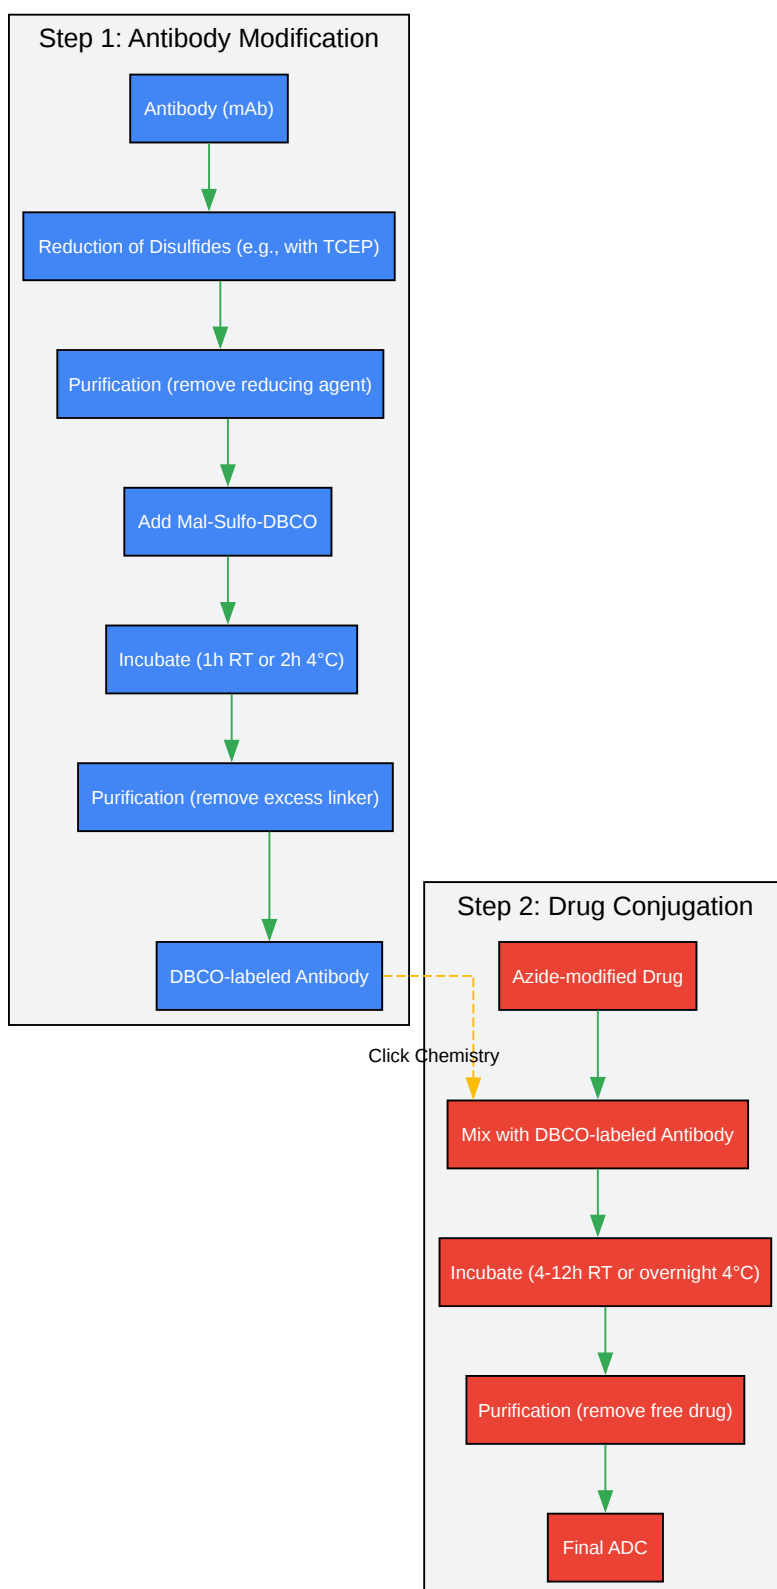 Step 1: Antibody Modification
Antibody (mAb)
Reduction of Disulfides (e.g., with TCEP)
Purification (remove reducing agent)
Add Mal-Sulfo-DBCO
Incubate (1h RT or 2h 4°C)
Purification (remove excess linker)
DBCO-labeled Antibody
Click Chemistry
Step 2: Drug Conjugation
Azide-modified Drug
Mix with DBCO-labeled Antibody
Incubate (4-12h RT or overnight 4°C)
Purification (remove free drug)
Final ADC